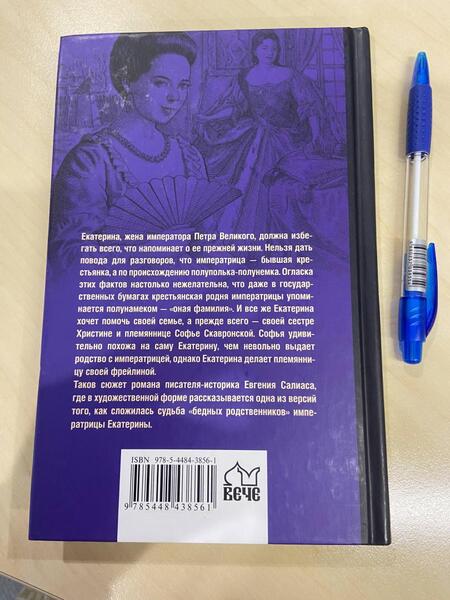 Екатерина, жена императора Петра Великого, должна избе-
гать всего, что напоминает о ее прежней жизни. Нельзя дать
повода для разговоров, что императрица — бывшая кре-
стьянка, а по происхождению полуполька-полунемка. Огласка
этих фактов настолько нежелательна, что даже в государ-
ственных бумагах крестьянская родня императрицы упоми-
нается полунамеком — «оная фамилия». И все же Екатерина
хочет помочь своей семье, а прежде всего — своей сестре
Христине и племяннице Софье Скавронской. Софья удиви-
тельно похожа на саму Екатерину, чем невольно выдает
родство с императрицей, однако Екатерина делает племянни-
цу своей фрейлиной.
Таков сюжет романа писателя-историка Евгения Салиаса,
где в художественной форме рассказывается одна из версий
того, как сложилась судьба «бедных родственников» импе-
ратрицы Екатерины.
ISBN 978-5-4484-3856-1
9 785448 438561
ВЕЧЕ